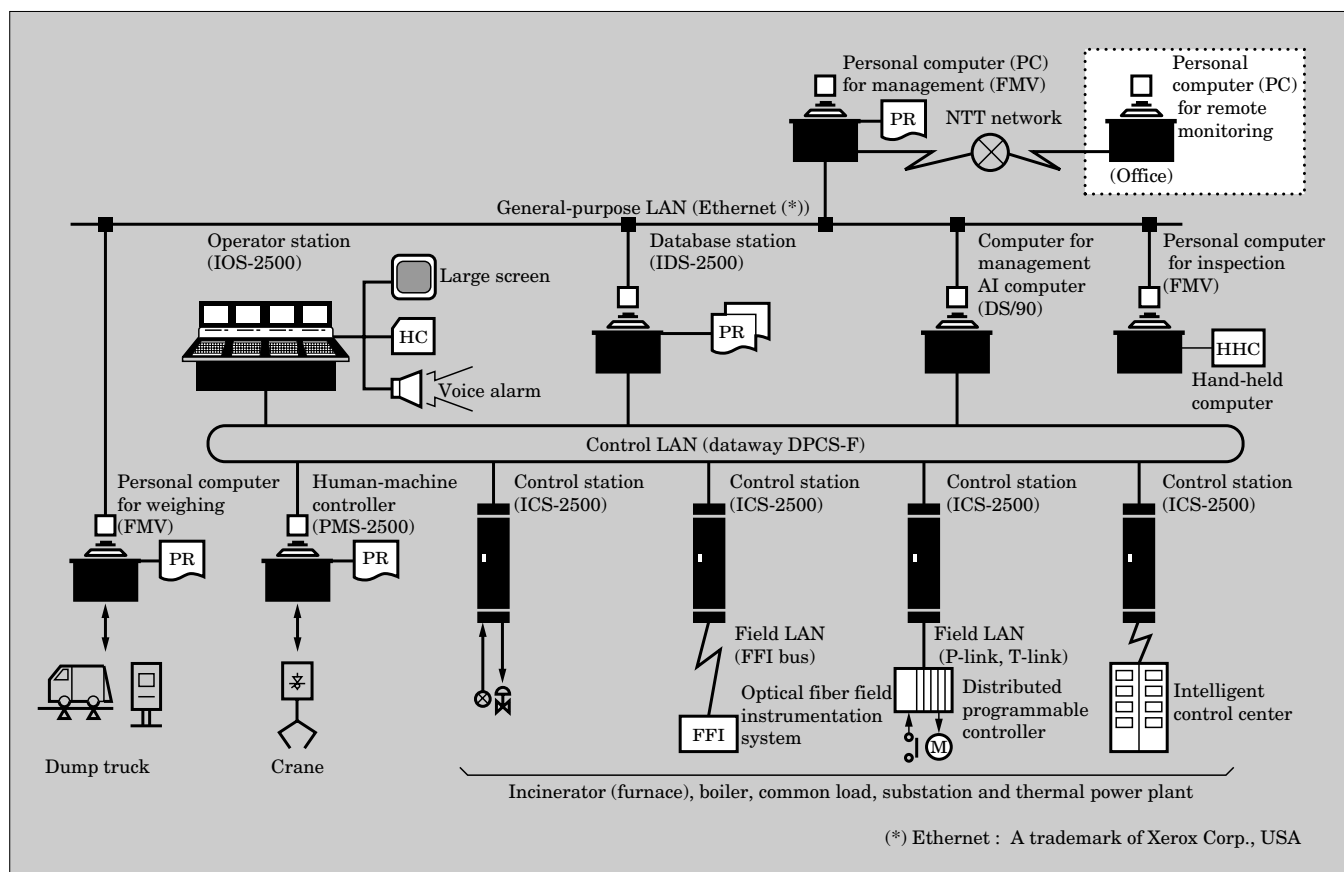 Personal computer (PC)
for management (FMV)
PR
NTT network
Personal
computer (PC)
for remote
monitoring
(Office)
General-purpose LAN (Ethernet (*))
Operator station
(IOS-2500)
Large screen
HC
Voice alarm
Database station
(IDS-2500)
PR
Computer for
management
AI computer
(DS/90)
Personal computer
for inspection
(FMV)
HHC
Hand-held
computer
Control LAN (dataway DPCS-F)
Personal computer
for weighing
(FMV)
PR
Human-machine
controller
(PMS-2500)
PR
Control station
(ICS-2500)
Control station
(ICS-2500)
Control station
(ICS-2500)
Control station
(ICS-2500)
Field LAN
(FFI bus)
Optical fiber field
instrumentation
system
FFI
Field LAN
(P-link, T-link)
Distributed
programmable
controller
M
Intelligent
control center
Dump truck
Crane
Incinerator (furnace), boiler, common load, substation and thermal power plant
(*) Ethernet : A trademark of Xerox Corp., USA